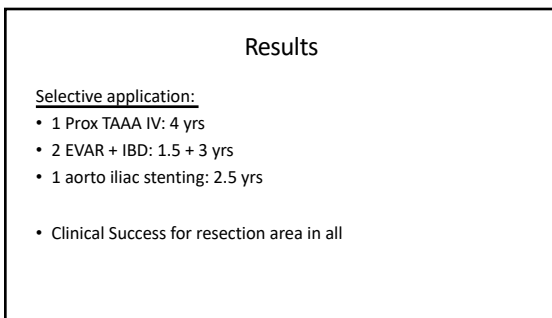 Results
Selective application:
• 1 Prox TAAA IV: 4 yrs
• 2 EVAR + IBD: 1.5 + 3 yrs
• 1 aorto iliac stenting: 2.5 yrs
• Clinical Success for resection area in all